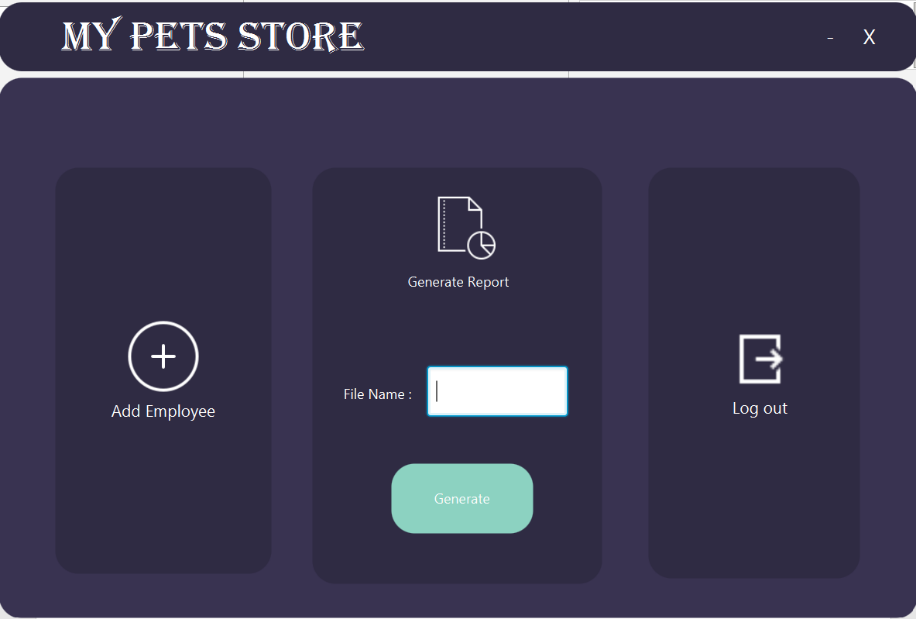 MY PETS STORE
- X
Generate Report
File Name :
Add Employee
Log out
Generate